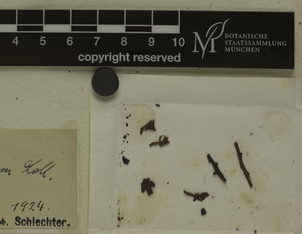 4 5 6 7 8 9 10
copyright reserved
M
BOTANISCHE
STAATSSAMMLUNG
MÜNCHEN
1924.
Schlechter.